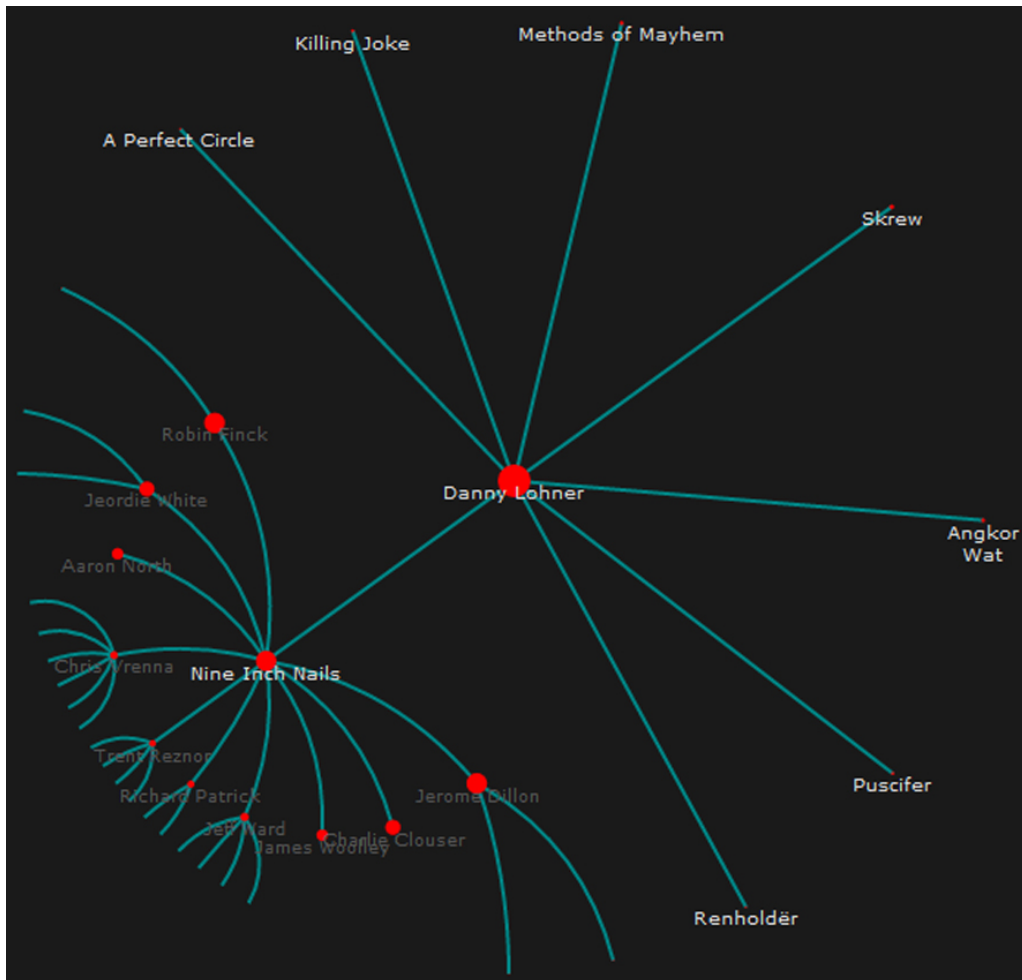 Methods of Mayhem
Killing Joke
A Perfect Circle
Skrew
Robin Finck
Danny Lohner
Jeordie White
Angkor
Wat
Aaron North
Chris Vrenna
Nine Inch Nails
Trent Reznor
Puscifer
Richard Patrick
Jerome Dillon
Jeff Ward
Charlie Clouser
James Woolley
Renholdër